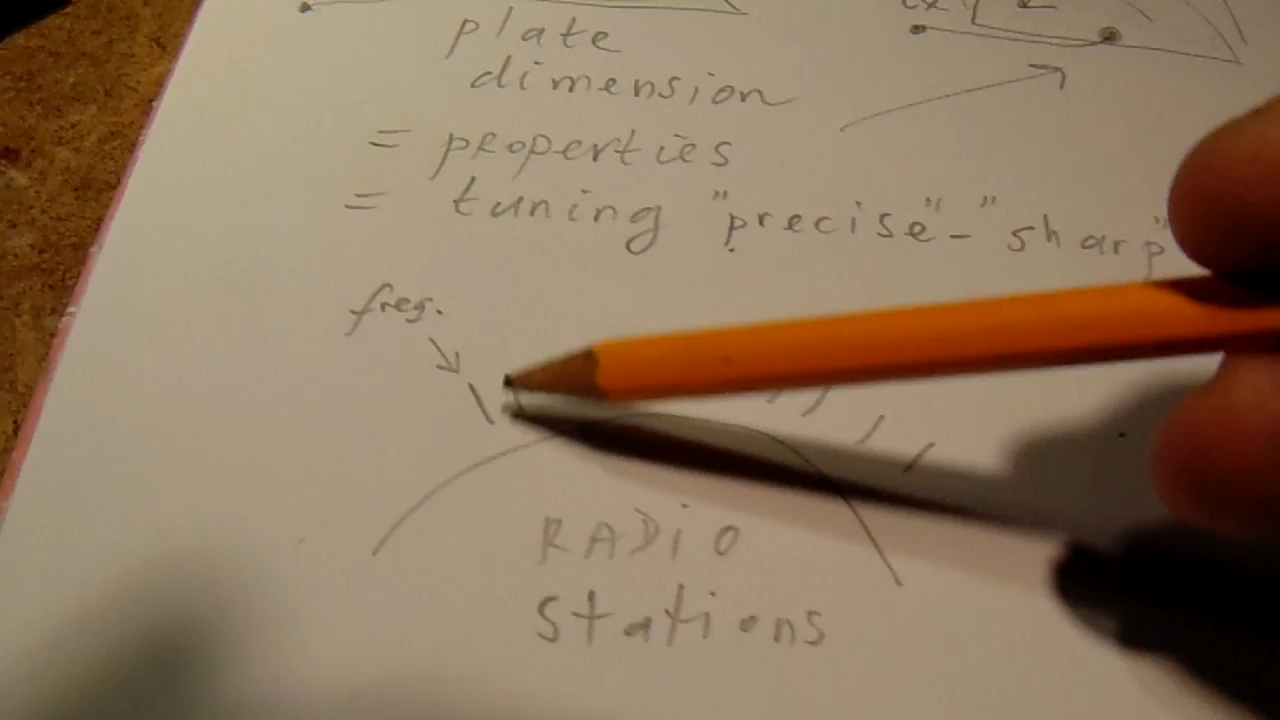 plate
dimension
= properties
= tuning "precise" - "sharp"
freq.
RADiO
stations